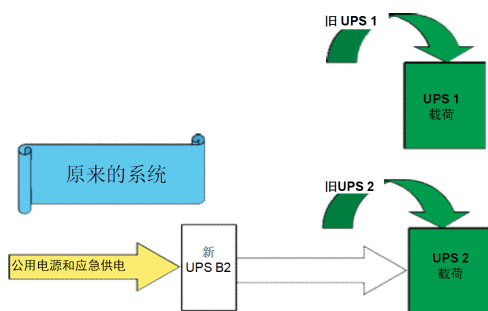 旧 UPS 1
UPS 1
载荷
原来的系统
旧UPS 2
新
UPS B2
公用电源和应急供电
UPS 2
载荷